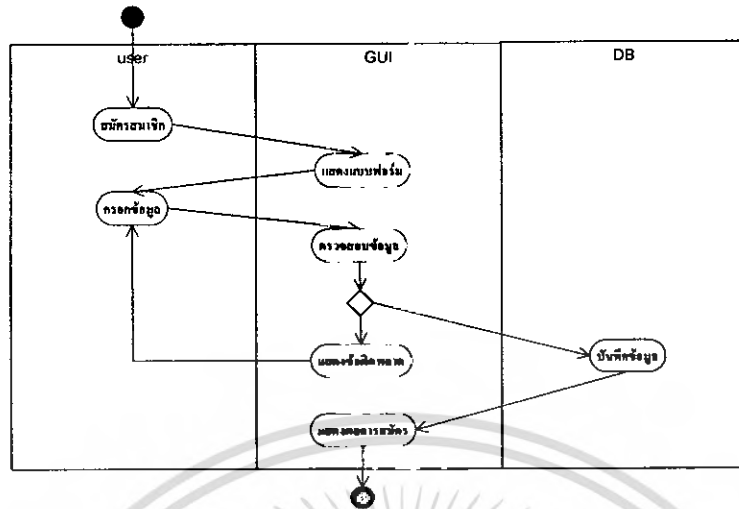 user
GUI
DB
สมัครสมาชิก
แสดงแบบฟอร์ม
กรอกข้อมูล
ตรวจสอบข้อมูล
แสดงข้อผิดพลาด
บันทึกข้อมูล
แสดงผลการสมัคร